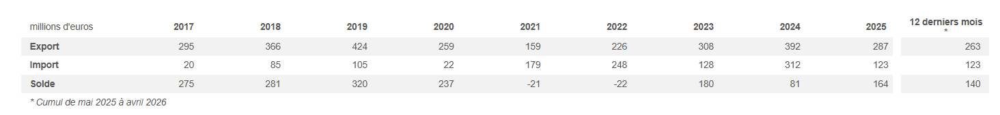 millions d'euros 2017 2018 2019 2020 2021 2022 2023 2024 2025 12 derniers mois *
Export 295 366 424 259 159 226 308 392 287 263
Import 20 85 105 22 179 248 128 312 123 123
Solde 275 281 320 237 -21 -22 180 81 164 140
* Cumul de mai 2025 à avril 2026